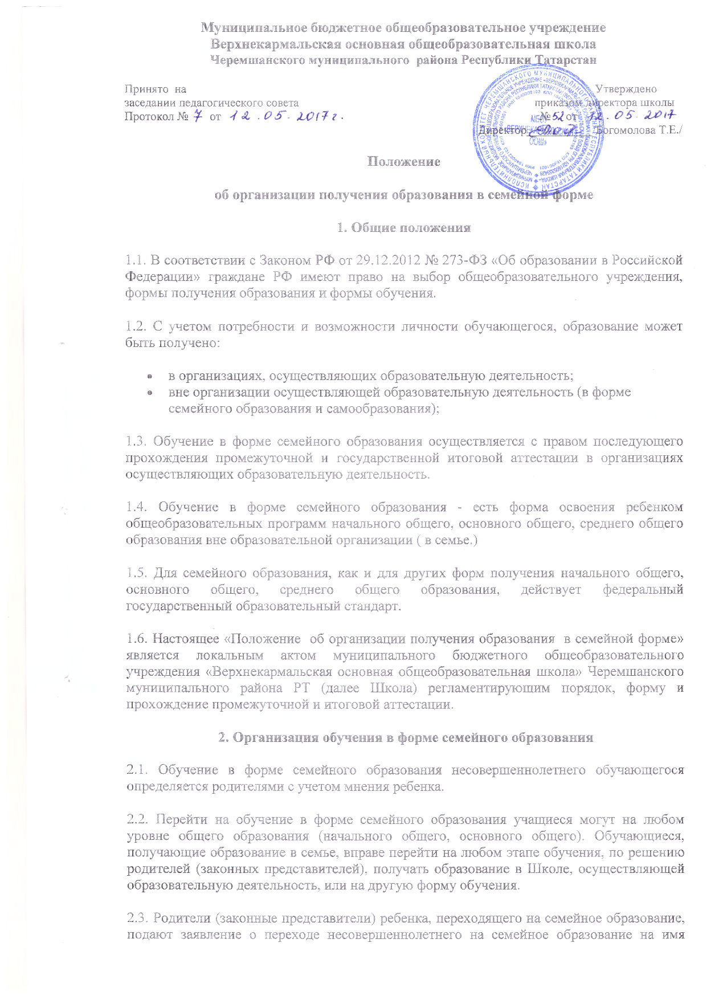 Муниципальное бюджетное общеобразовательное учреждение
Верхнекармальская основная общеобразовательная школа
Черемшанского муниципального района Республики Татарстан
Принято на
заседании педагогического совета
Протокол № 7 от 12.05.2017г.
Утверждено
приказом директора школы
№52 от 12.05.2017
Директор Богомолова Т.Е./
МБОУ
«ВЕРХНЕКАРМАЛЬСКАЯ
ООШ»
Положение
об организации получения образования в семейной форме
1. Общие положения
1.1. В соответствии с Законом РФ от 29.12.2012 № 273-ФЗ «Об образовании в Российской
Федерации» граждане РФ имеют право на выбор общеобразовательного учреждения,
формы получения образования и формы обучения.
1.2. С учетом потребности и возможности личности обучающегося, образование может
быть получено:
• в организациях, осуществляющих образовательную деятельность;
• вне организации осуществляющей образовательную деятельность (в форме
семейного образования и самообразования);
1.3. Обучение в форме семейного образования осуществляется с правом последующего
прохождения промежуточной и государственной итоговой аттестации в организациях
осуществляющих образовательную деятельность.
1.4. Обучение в форме семейного образования - есть форма освоения ребенком
общеобразовательных программ начального общего, основного общего, среднего общего
образования вне образовательной организации ( в семье.)
1.5. Для семейного образования, как и для других форм получения начального общего,
основного общего, среднего общего образования, действует федеральный
государственный образовательный стандарт.
1.6. Настоящее «Положение об организации получения образования в семейной форме»
является локальным актом муниципального бюджетного общеобразовательного
учреждения «Верхнекармальская основная общеобразовательная школа» Черемшанского
муниципального района РТ (далее Школа) регламентирующим порядок, форму и
прохождение промежуточной и итоговой аттестации.
2. Организация обучения в форме семейного образования
2.1. Обучение в форме семейного образования несовершеннолетнего обучающегося
определяется родителями с учетом мнения ребенка.
2.2. Перейти на обучение в форме семейного образования учащиеся могут на любом
уровне общего образования (начального общего, основного общего). Обучающиеся,
получающие образование в семье, вправе перейти на любом этапе обучения, по решению
родителей (законных представителей), получать образование в Школе, осуществляющей
образовательную деятельность, или на другую форму обучения.
2.3. Родители (законные представители) ребенка, переходящего на семейное образование,
подают заявление о переходе несовершеннолетнего на семейное образование на имя